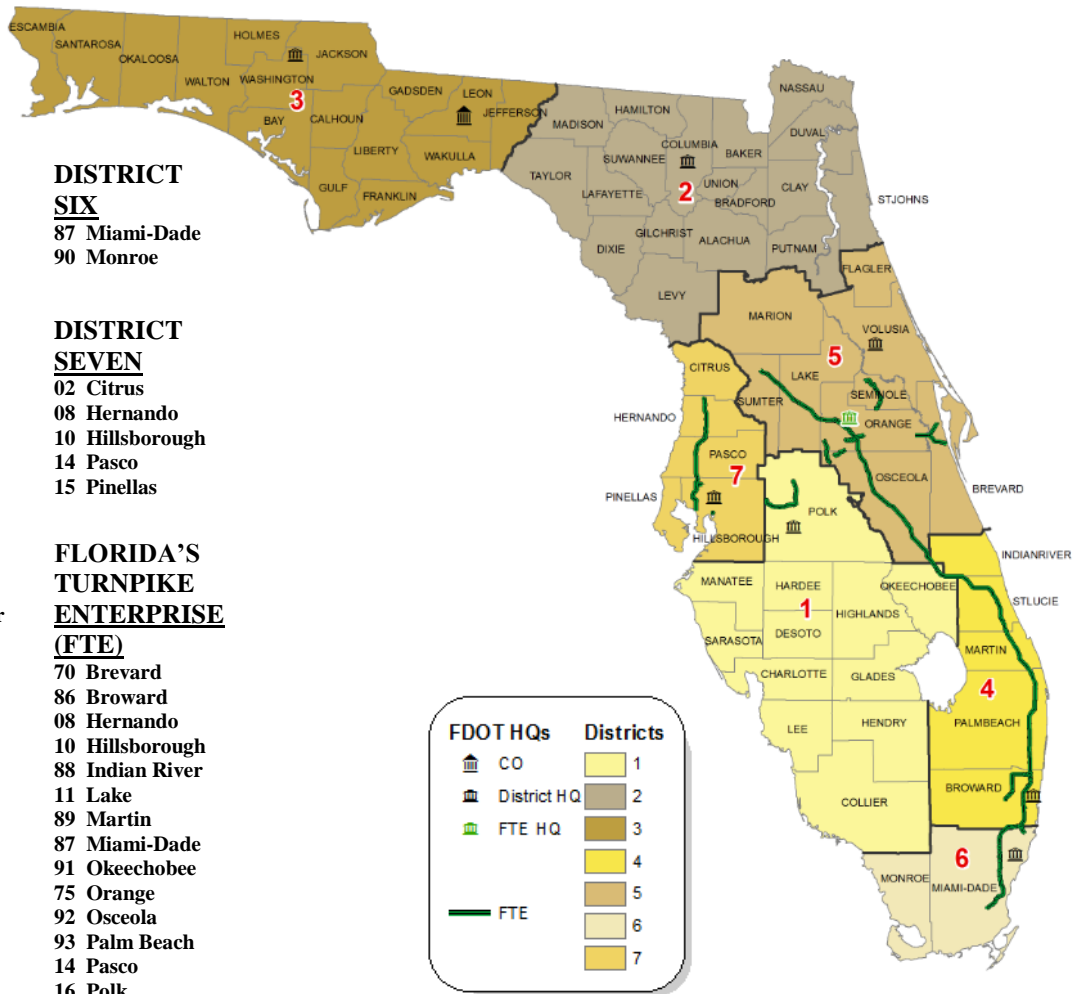 DISTRICT
SIX
87 Miami-Dade
90 Monroe
DISTRICT
SEVEN
02 Citrus
08 Hernando
10 Hillsborough
14 Pasco
15 Pinellas
FLORIDA’S
TURNPIKE
r
ENTERPRISE
(FTE)
70 Brevard
86 Broward
08 Hernando
10 Hillsborough
88 Indian River
11 Lake
89 Martin
87 Miami-Dade
91 Okeechobee
75 Orange
92 Osceola
93 Palm Beach
14 Pasco
16 Polk
ESCAMBIA
SANTAROSA
OKALOOSA
WALTON
HOLMES
WASHINGTON
JACKSON
3
BAY
CALHOUN
GADSDEN
LEON
JEFFERSON
LIBERTY
WAKULLA
GULF
FRANKLIN
MADISON
HAMILTON
TAYLOR
SUWANNEE
COLUMBIA
BAKER
NASSAU
DUVAL
LAFAYETTE
2
UNION
BRADFORD
CLAY
STJOHNS
DIXIE
GILCHRIST
ALACHUA
PUTNAM
LEVY
FLAGLER
MARION
VOLUSIA
5
CITRUS
LAKE
SUMTER
SEMINOLE
HERNANDO
ORANGE
PASCO
7
OSCEOLA
BREVARD
PINELLAS
HILLSBOROUGH
POLK
INDIANRIVER
MANATEE
HARDEE
OKEECHOBEE
STLUCIE
1
HIGHLANDS
SARASOTA
DESOTO
MARTIN
CHARLOTTE
GLADES
4
LEE
HENDRY
PALMBEACH
COLLIER
BROWARD
6
MONROE
MIAMI-DADE
FDOT HQs
CO
District HQ
FTE HQ
FTE
Districts
1
2
3
4
5
6
7